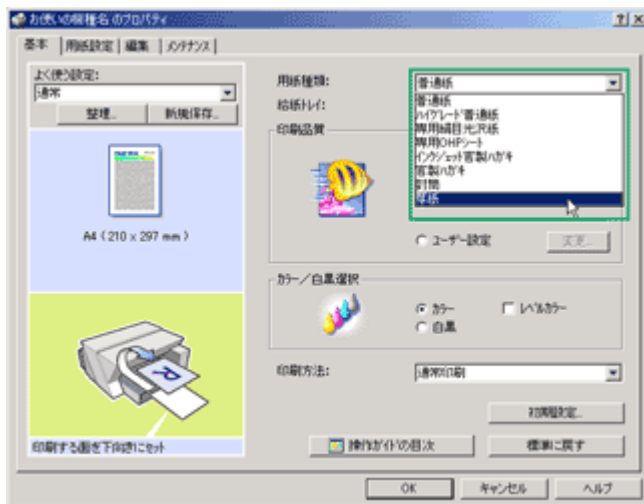 お使いの機種名 のプロパティ
基本 用紙設定 編集 メンテナンス
よく使う設定:
通常
整理... 新規保存...
A4 ( 210 x 297 mm )
印刷する面を下向きにセット
用紙種類:
普通紙
給紙トレイ:
普通紙
ハイグレード普通紙
専用絹目光沢紙
専用OHPシート
インクジェット官製ハガキ
官製ハガキ
封筒
厚紙
印刷品質
ユーザー設定 変更...
カラー／白黒選択
カラー レベルカラー
白黒
印刷方法:
通常印刷
初期設定...
操作ガイドの目次 標準に戻す
OK キャンセル ヘルプ